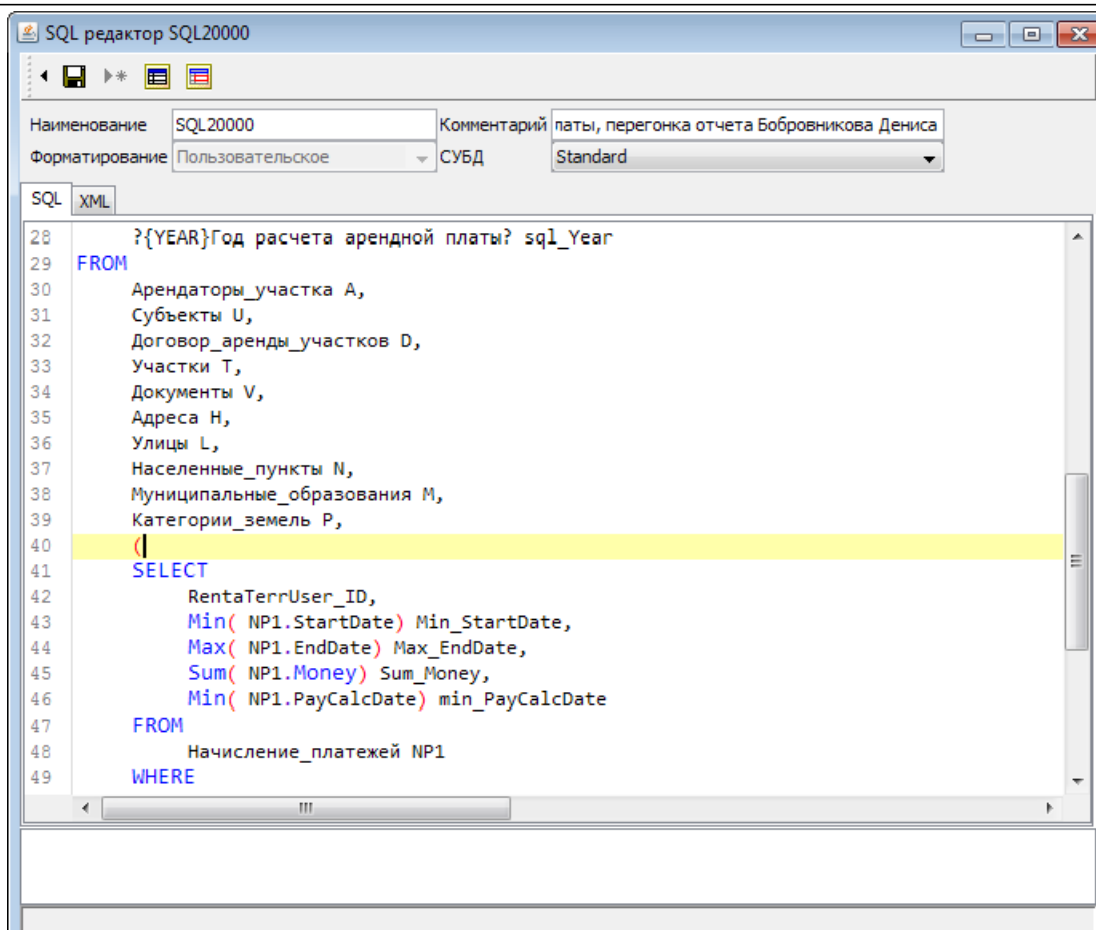 SQL редактор SQL20000
Наименование SQL20000 Комментарий латы, перегонка отчета Бобровникова Дениса
Форматирование Пользовательское СУБД Standard
SQL XML
28 ?{YEAR}Год расчета арендной платы? sql_Year
29 FROM
30 Арендаторы_участка A,
31 Субъекты U,
32 Договор_аренды_участков D,
33 Участки T,
34 Документы V,
35 Адреса H,
36 Улицы L,
37 Населенные_пункты N,
38 Муниципальные_образования M,
39 Категории_земель P,
40 (
41 SELECT
42 RentaTerrUser_ID,
43 Min( NP1.StartDate) Min_StartDate,
44 Max( NP1.EndDate) Max_EndDate,
45 Sum( NP1.Money) Sum_Money,
46 Min( NP1.PayCalcDate) min_PayCalcDate
47 FROM
48 Начисление_платежей NP1
49 WHERE